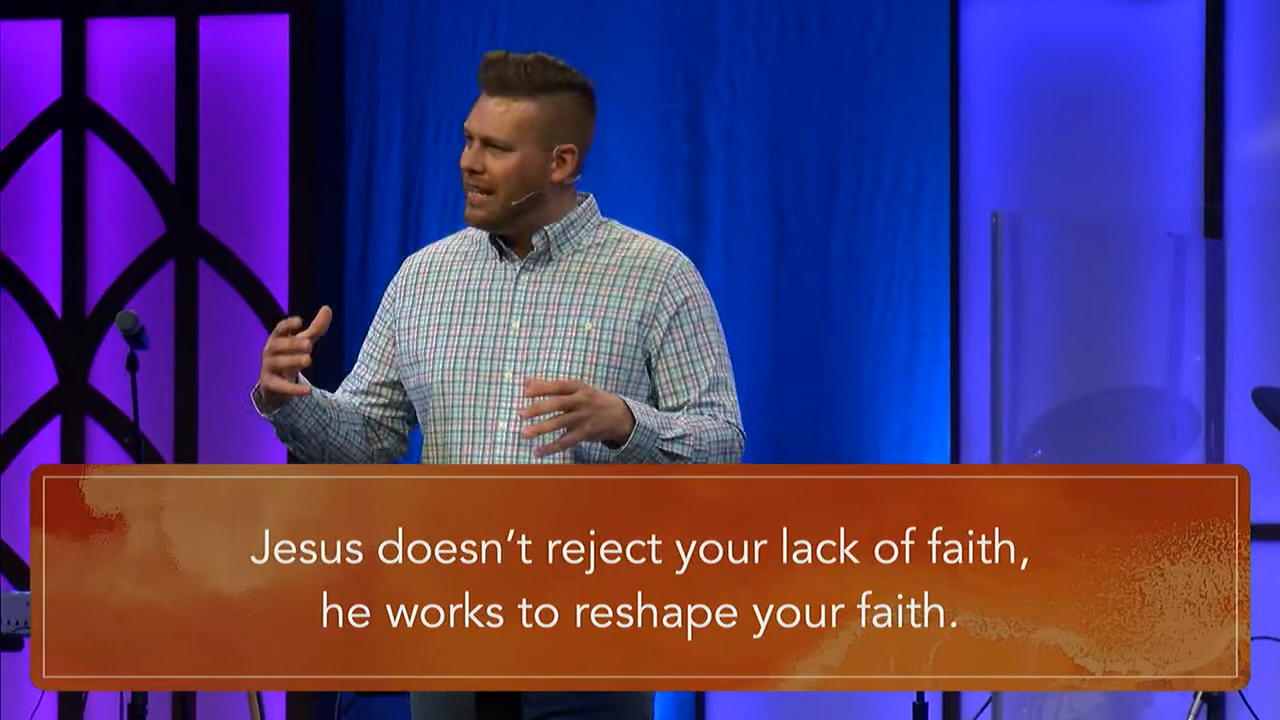 Jesus doesn’t reject your lack of faith,
he works to reshape your faith.